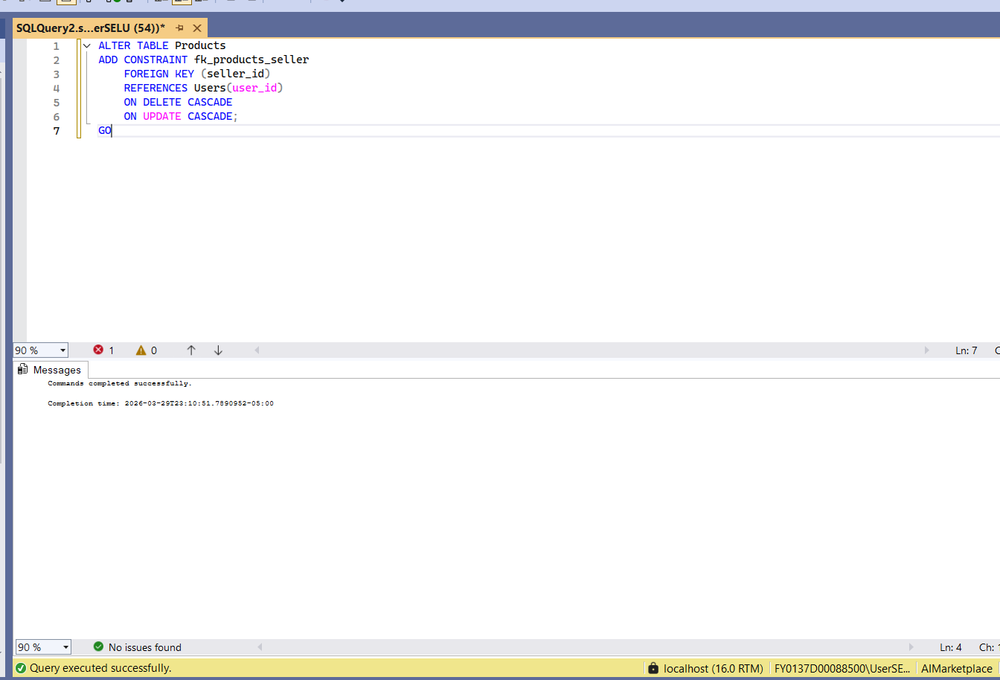 SQLQuery2.s...erSELU (54))*
1 ALTER TABLE Products
2 ADD CONSTRAINT fk_products_seller
3 FOREIGN KEY (seller_id)
4 REFERENCES Users(user_id)
5 ON DELETE CASCADE
6 ON UPDATE CASCADE;
7 GO
90 % 1 0 Ln: 7
Messages
Commands completed successfully.
Completion time: 2026-03-29T23:10:51.7890952-05:00
90 % No issues found Ln: 4 Ch:
Query executed successfully. localhost (16.0 RTM) FY0137D00088500\UserSE... AIMarketplace